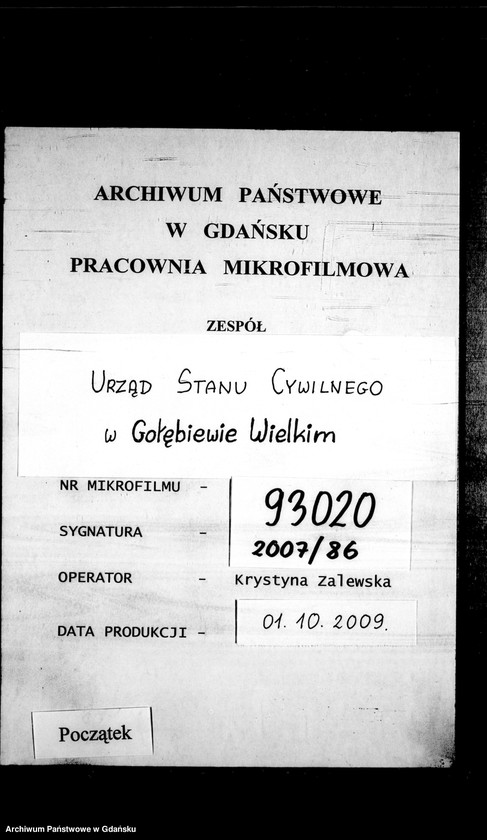 ARCHIWUM PAŃSTWOWE
W GDAŃSKU
PRACOWNIA MIKROFILMOWA
ZESPÓŁ
URZĄD STANU CYWILNEGO
w Gołębiewie Wielkim
NR MIKROFILMU - 93020
SYGNATURA - 2007/86
OPERATOR - Krystyna Zalewska
DATA PRODUKCJI - 01. 10. 2009.
Początek
Archiwum Państwowe w Gdańsku